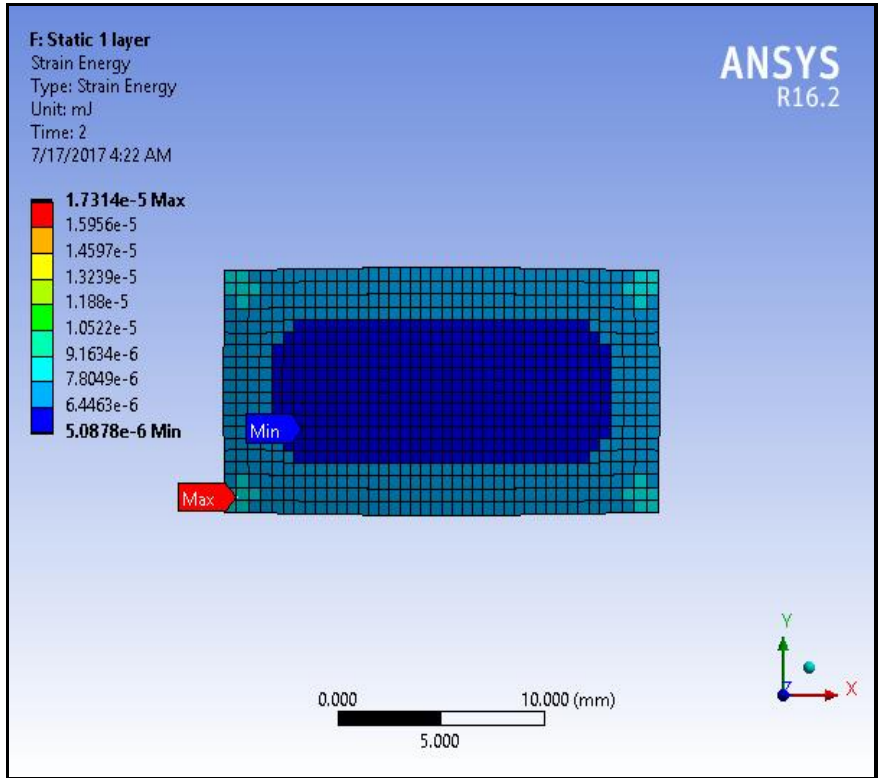 F: Static 1 layer
Strain Energy
Type: Strain Energy
Unit: mJ
Time: 2
7/17/2017 4:22 AM
ANSYS
R16.2
1.7314e-5 Max
1.5956e-5
1.4597e-5
1.3239e-5
1.188e-5
1.0522e-5
9.1634e-6
7.8049e-6
6.4463e-6
5.0878e-6 Min
Min
Max
0.000 10.000 (mm)
5.000
Y
Z X